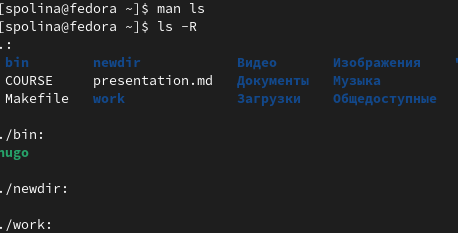 [spolina@fedora ~]$ man ls
[spolina@fedora ~]$ ls -R
.:
bin newdir Видео Изображения
COURSE presentation.md Документы Музыка
Makefile work Загрузки Общедоступные
./bin:
hugo
./newdir:
./work: